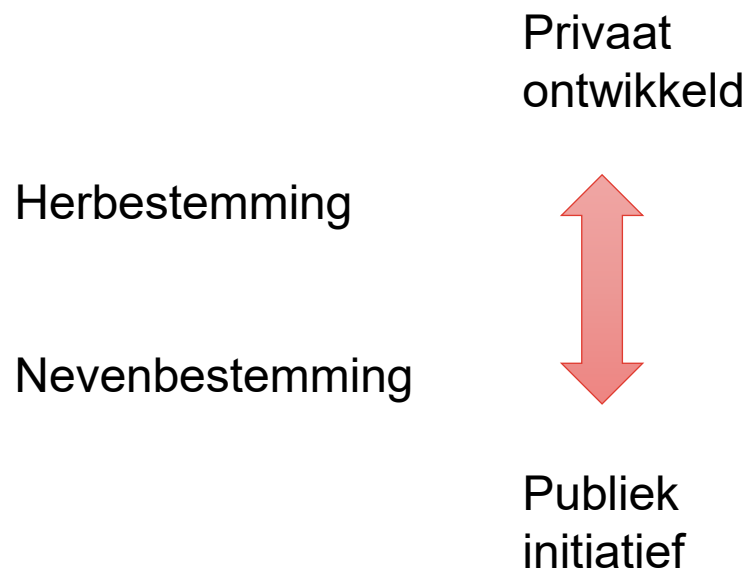 Privaat
ontwikkeld
Herbestemming
Nevenbestemming
Publiek
initiatief